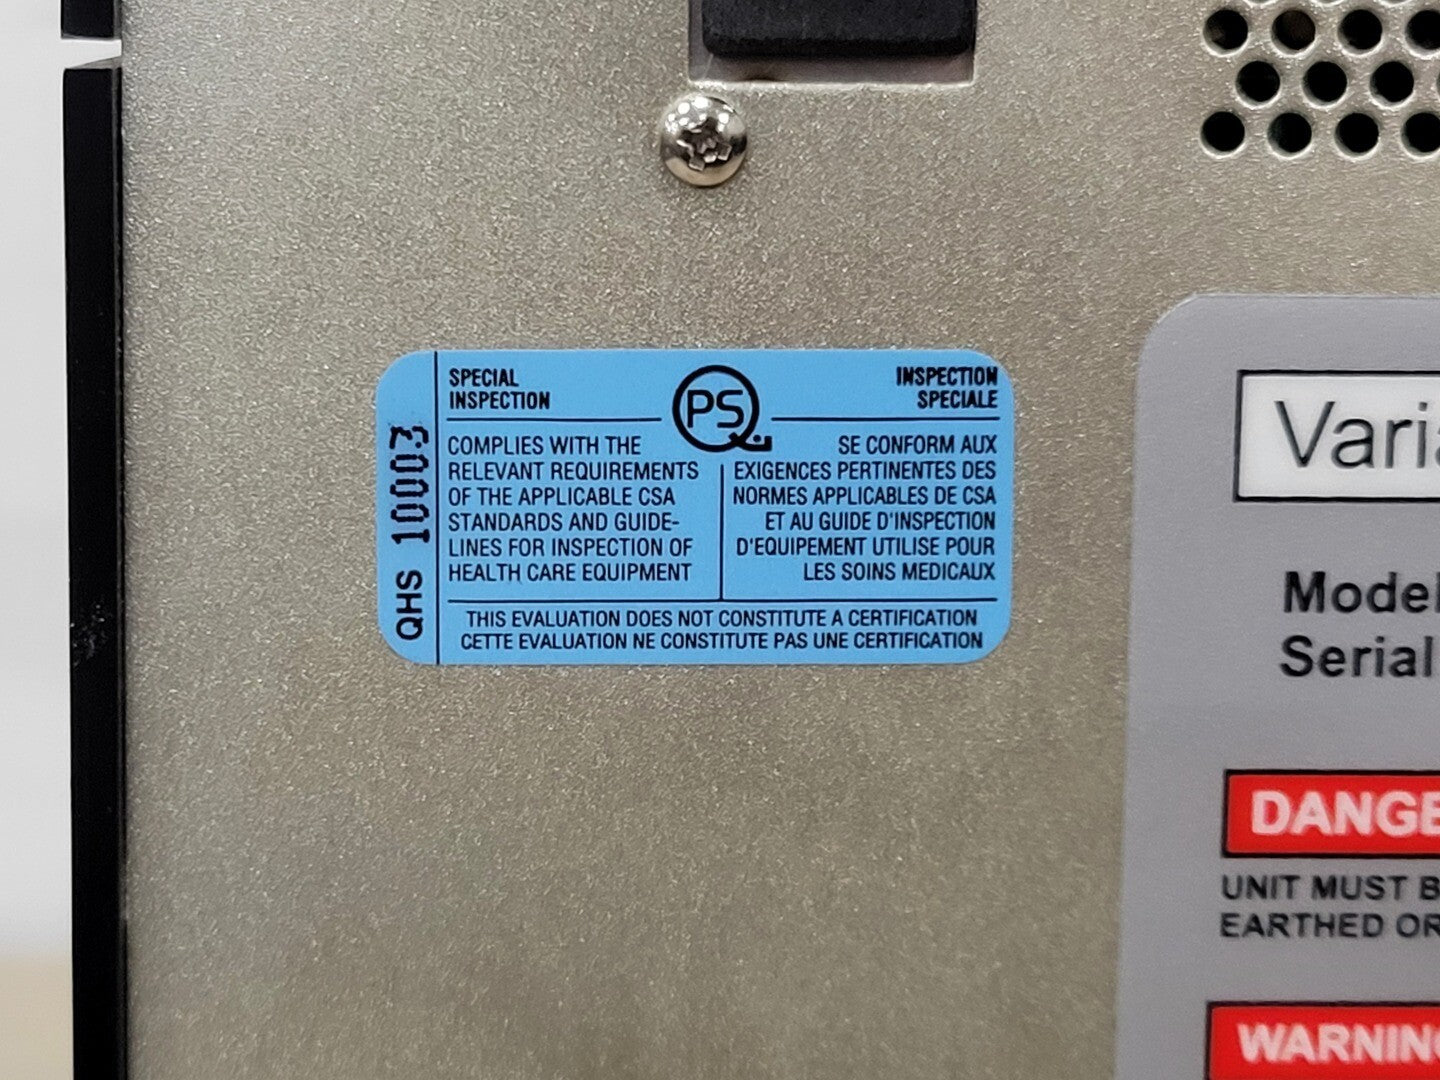 SPECIAL
INSPECTION
PS
INSPECTION
SPECIALE
COMPLIES WITH THE
RELEVANT REQUIREMENTS
OF THE APPLICABLE CSA
STANDARDS AND GUIDE-
LINES FOR INSPECTION OF
HEALTH CARE EQUIPMENT
SE CONFORM AUX
EXIGENCES PERTINENTES DES
NORMES APPLICABLES DE CSA
ET AU GUIDE D'INSPECTION
D'EQUIPEMENT UTILISE POUR
LES SOINS MEDICAUX
THIS EVALUATION DOES NOT CONSTITUTE A CERTIFICATION
CETTE EVALUATION NE CONSTITUTE PAS UNE CERTIFICATION
QHS 10003
Vari
Model
Serial
DANGE
UNIT MUST B
EARTHED OR
WARNING